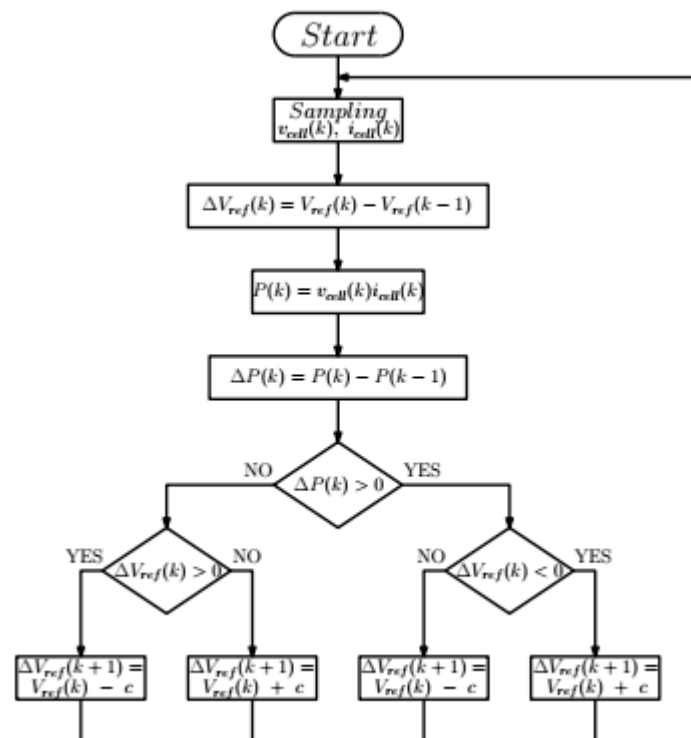 Start
Sampling
v_cell(k), i_cell(k)
ΔV_ref(k) = V_ref(k) − V_ref(k−1)
P(k) = v_cell(k)i_cell(k)
ΔP(k) = P(k) − P(k−1)
NO
YES
ΔP(k) > 0
YES
NO
NO
YES
ΔV_ref(k) > 0
ΔV_ref(k) < 0
ΔV_ref(k+1) =
V_ref(k) − c
ΔV_ref(k+1) =
V_ref(k) + c
ΔV_ref(k+1) =
V_ref(k) − c
ΔV_ref(k+1) =
V_ref(k) + c